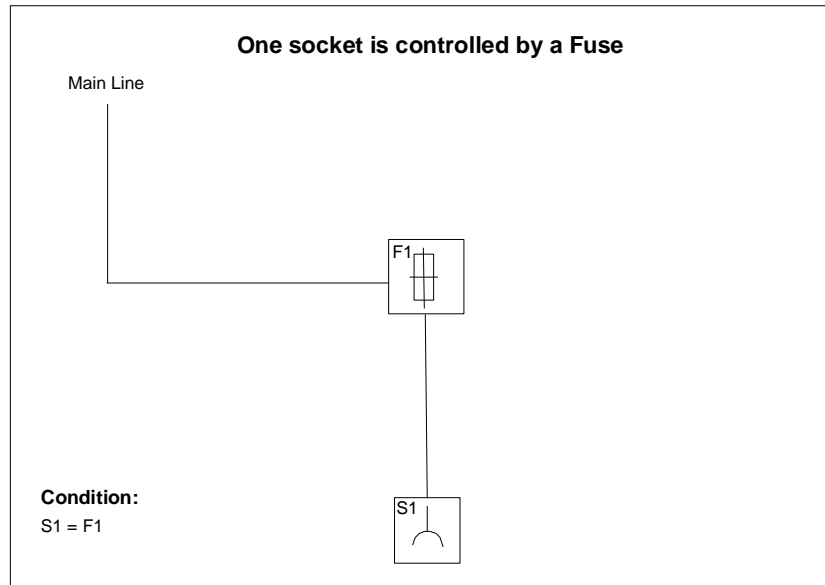 One socket is controlled by a Fuse
Main Line
F1
S1
Condition:
S1 = F1